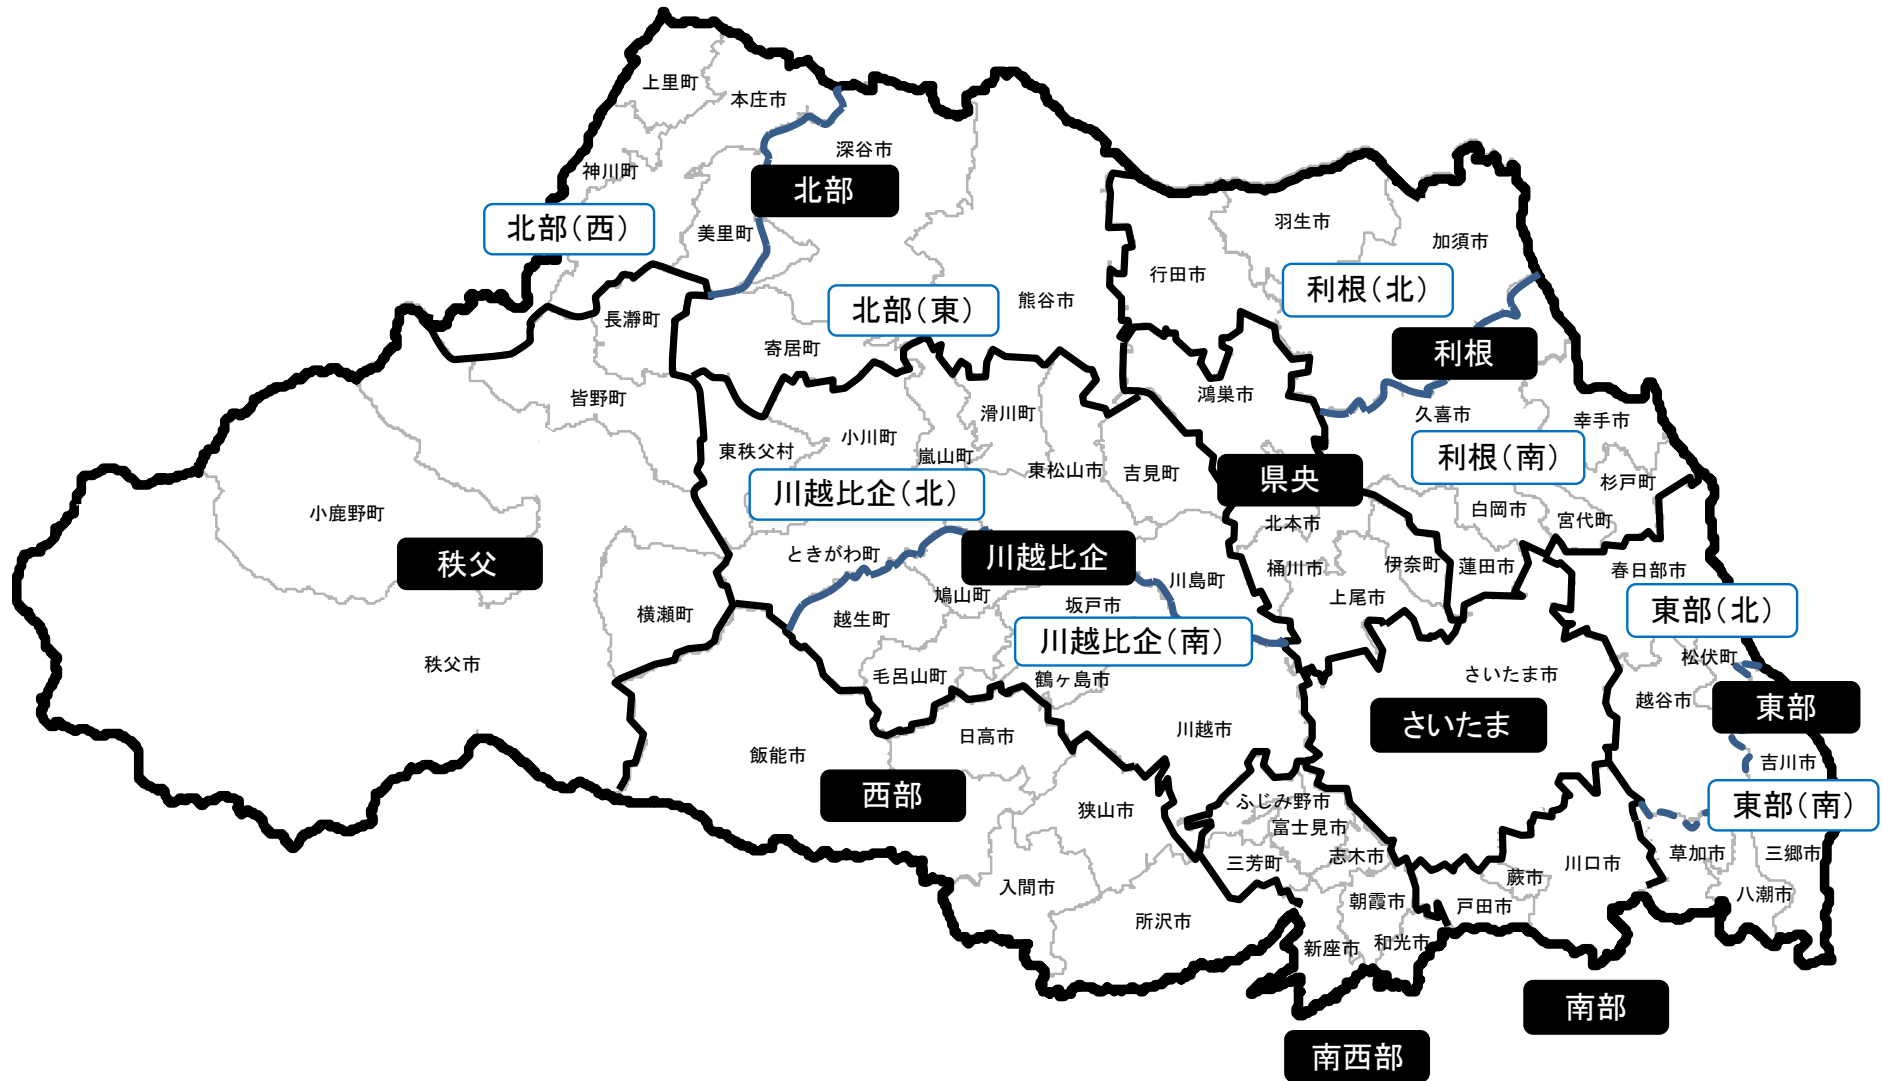 上里町
本庄市
深谷市
神川町
北部
北部(西)
美里町
羽生市
加須市
行田市
利根(北)
北部(東)
熊谷市
長瀞町
寄居町
利根
皆野町
鴻巣市
久喜市
幸手市
滑川町
小川町
東秩父村
嵐山町
東松山市
吉見町
利根(南)
県央
杉戸町
川越比企(北)
小鹿野町
白岡市
宮代町
北本市
秩父
ときがわ町
川越比企
川島町
桶川市
伊奈町
蓮田市
春日部市
鳩山町
坂戸市
上尾市
東部(北)
横瀬町
越生町
川越比企(南)
松伏町
秩父市
毛呂山町
鶴ヶ島市
さいたま市
越谷市
東部
さいたま
川越市
日高市
飯能市
吉川市
西部
狭山市
ふじみ野市
富士見市
東部(南)
三芳町
志木市
川口市
草加市
三郷市
入間市
蕨市
朝霞市
戸田市
八潮市
所沢市
新座市
和光市
南部
南西部